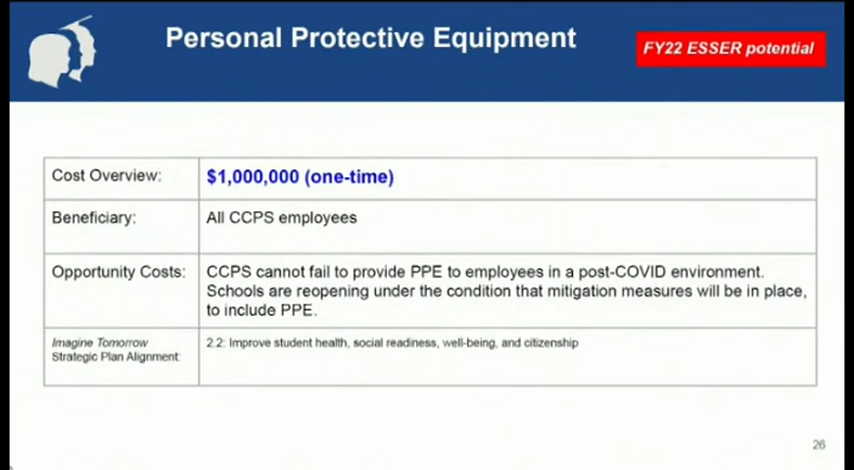 Personal Protective Equipment
FY22 ESSER potential
Cost Overview:
$1,000,000 (one-time)
Beneficiary:
All CCPS employees
Opportunity Costs:
CCPS cannot fail to provide PPE to employees in a post-COVID environment.
Schools are reopening under the condition that mitigation measures will be in place,
to include PPE.
Imagine Tomorrow
Strategic Plan Alignment:
2.2: Improve student health, social readiness, well-being, and citizenship
26